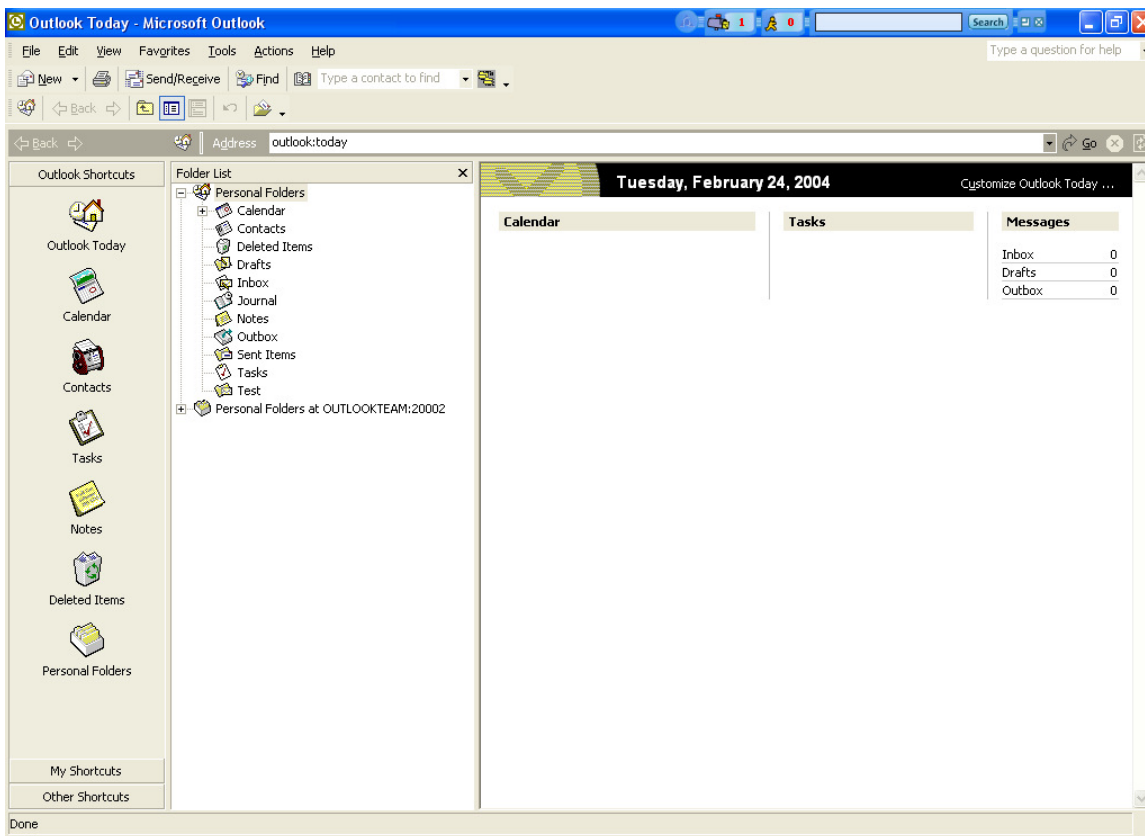 Outlook Today - Microsoft Outlook
1 0 Search
File Edit View Favorites Tools Actions Help
Type a question for help
New Send/Receive Find Type a contact to find
Back
Back Address outlook:today Go
Outlook Shortcuts
Outlook Today
Calendar
Contacts
Tasks
Notes
Deleted Items
Personal Folders
My Shortcuts
Other Shortcuts
Folder List
Personal Folders
Calendar
Contacts
Deleted Items
Drafts
Inbox
Journal
Notes
Outbox
Sent Items
Tasks
Test
Personal Folders at OUTLOOKTEAM:20002
Tuesday, February 24, 2004 Customize Outlook Today ...
Calendar Tasks Messages
Inbox 0
Drafts 0
Outbox 0
Done